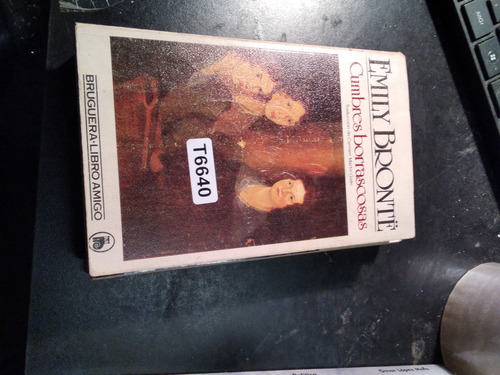 EMILY BRONTË
Cumbres borrascosas
T6640
BRUGUERA·LIBRO AMIGO